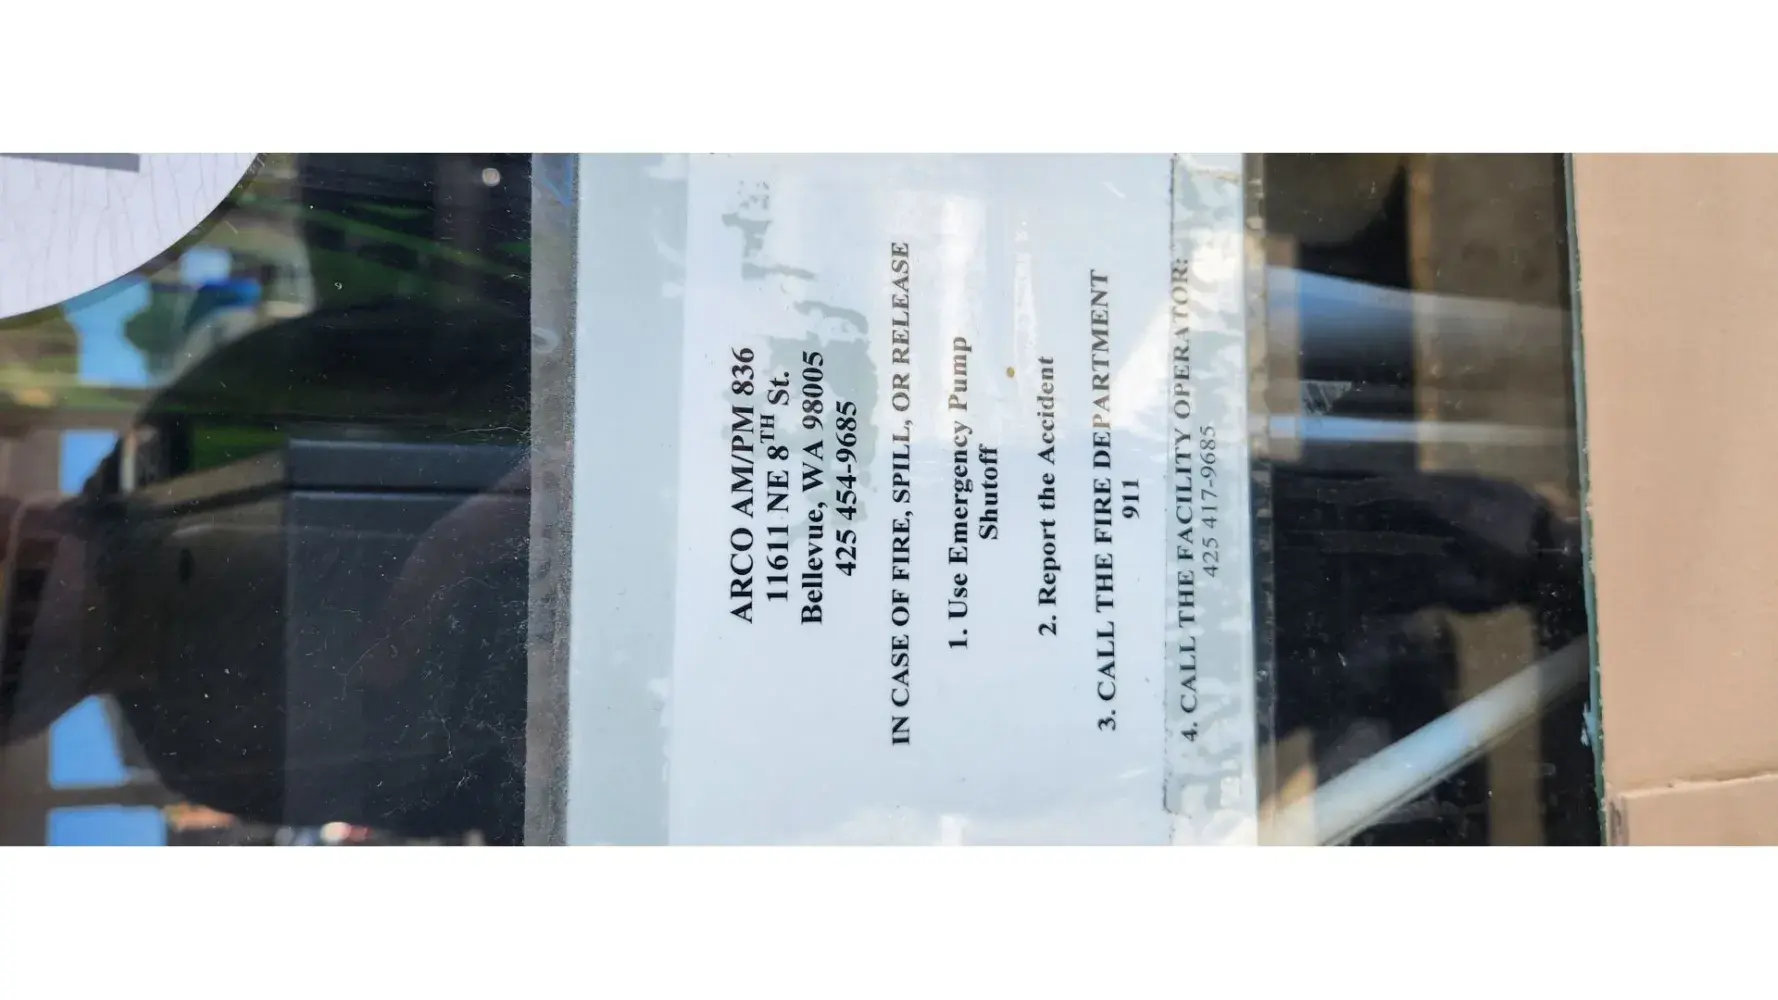 ARCO AM/PM 836
11611 NE 8TH St.
Bellevue, WA 98005
425 454-9685
IN CASE OF FIRE, SPILL, OR RELEASE
1. Use Emergency Pump
Shutoff
2. Report the Accident
3. CALL THE FIRE DEPARTMENT
911
4. CALL THE FACILITY OPERATOR:
425 417-9685